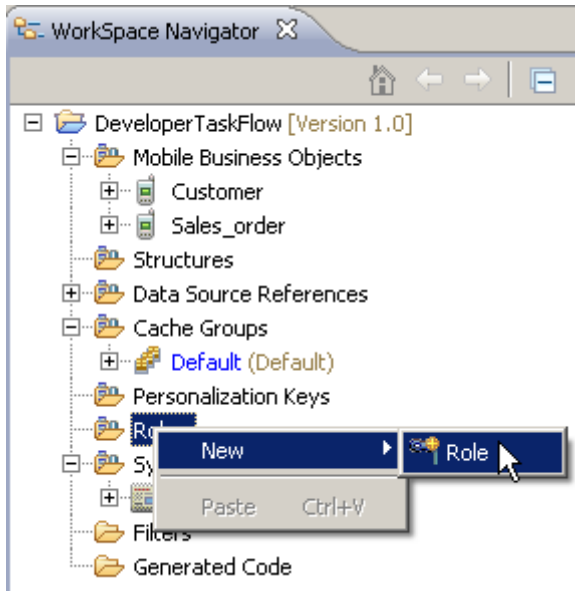 WorkSpace Navigator
DeveloperTaskFlow [Version 1.0]
Mobile Business Objects
Customer
Sales_order
Structures
Data Source References
Cache Groups
Default (Default)
Personalization Keys
New
Role
Paste Ctrl+V
Filters
Generated Code